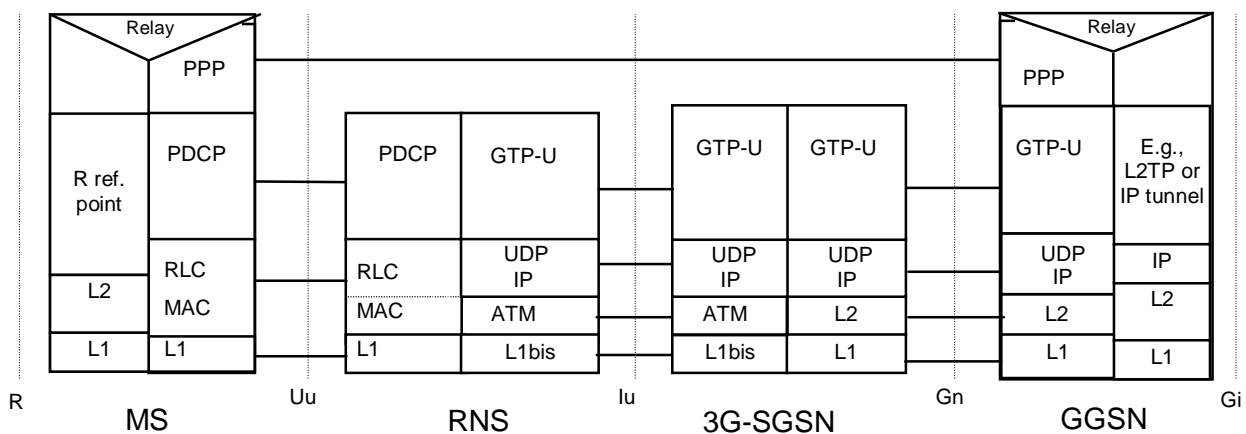 Relay
Relay
PPP
PPP
PDCP
PDCP
GTP-U
GTP-U
GTP-U
GTP-U
E.g.,
L2TP or
IP tunnel
R ref.
point
UDP
IP
UDP
IP
UDP
IP
UDP
IP
IP
RLC
RLC
L2
MAC
MAC
ATM
ATM
L2
L2
L2
L1
L1
L1
L1bis
L1bis
L1
L1
L1
R
Uu
Iu
Gn
Gi
MS
RNS
3G-SGSN
GGSN